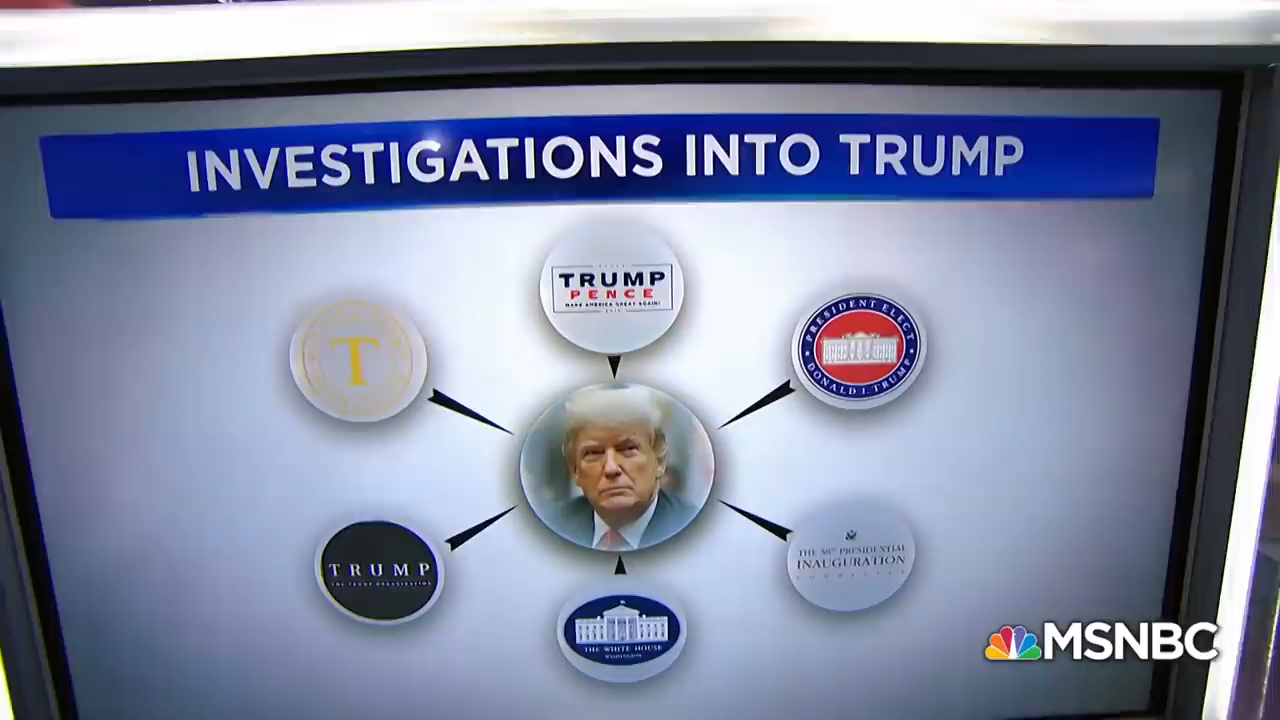 INVESTIGATIONS INTO TRUMP
TRUMP
PENCE
MAKE AMERICA GREAT AGAIN!
T
PRESIDENT ELECT
DONALD J. TRUMP
TRUMP
THE TRUMP ORGANIZATION
THE 58TH PRESIDENTIAL
INAUGURATION
THE WHITE HOUSE
WASHINGTON
MSNBC